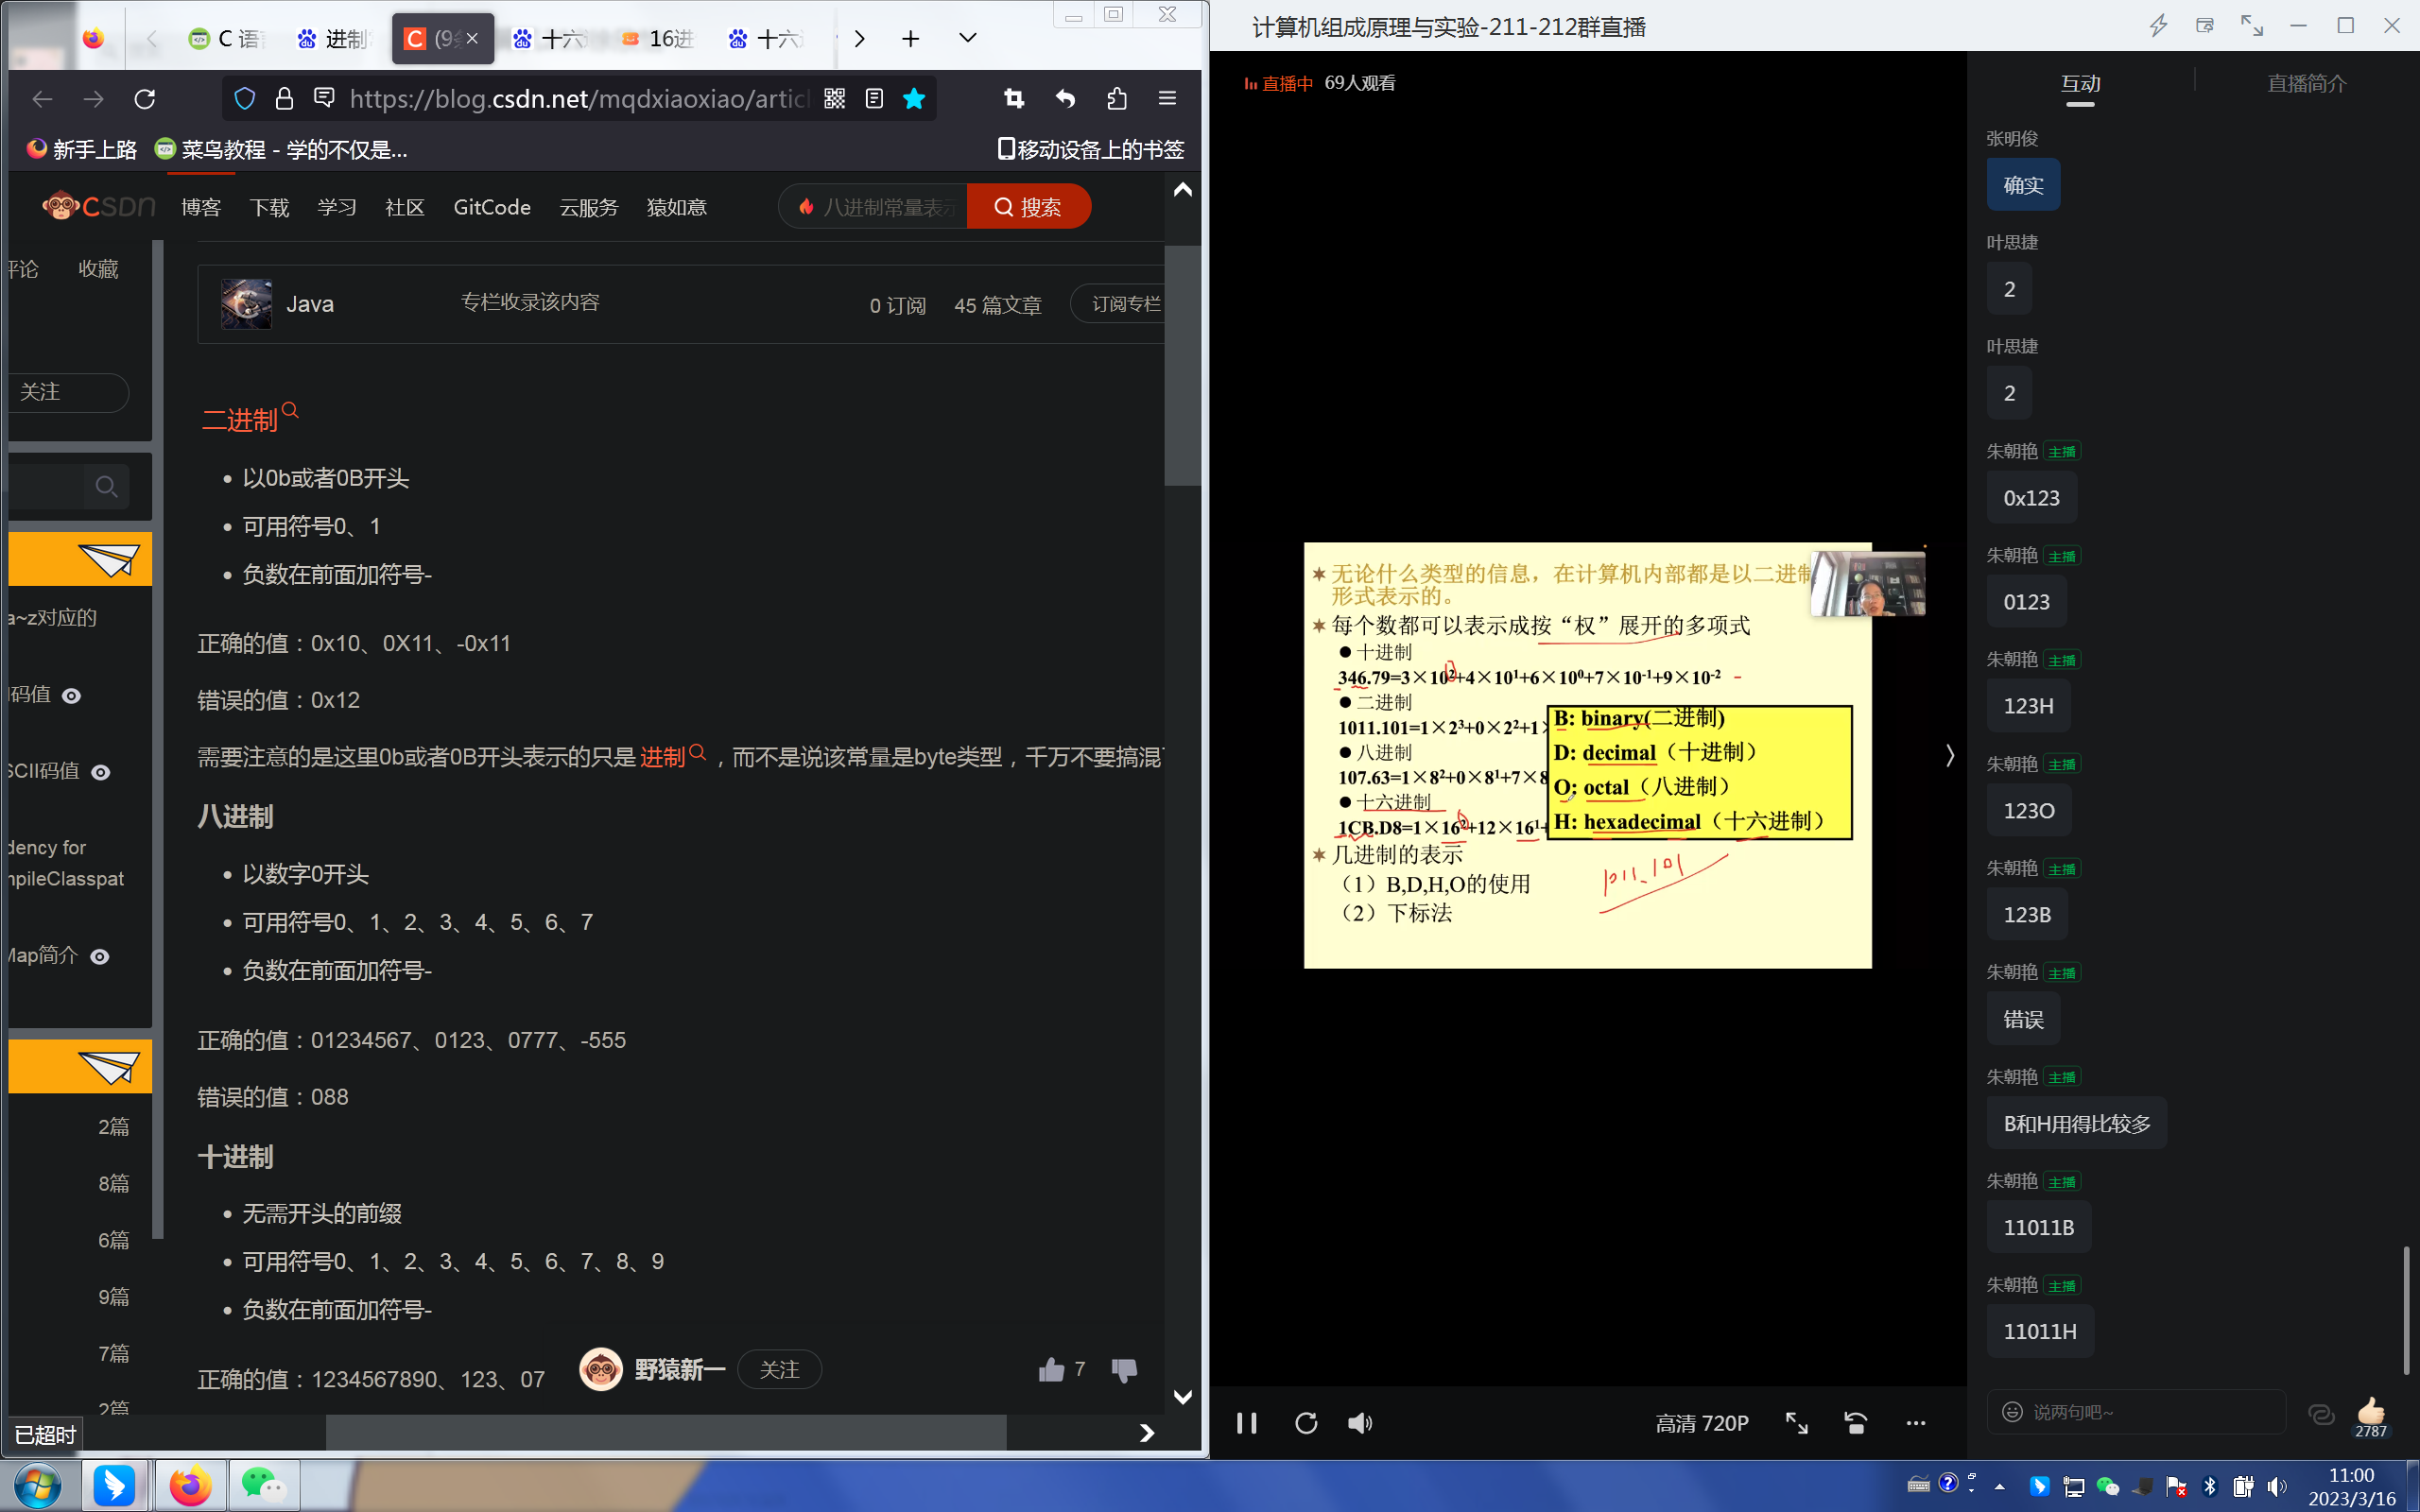 C 语言
进制
(9
十六
16进
十六
https://blog.csdn.net/mqdxiaoxiao/articl
新手上路
菜鸟教程 - 学的不仅是...
移动设备上的书签
CSDN
博客
下载
学习
社区
GitCode
云服务
猿如意
八进制常量表示
搜索
评论
收藏
Java
专栏收录该内容
0 订阅
45 篇文章
订阅专栏
关注
二进制
以0b或者0B开头
可用符号0、1
负数在前面加符号-
a~z对应的
正确的值：0x10、0X11、-0x11
码值
错误的值：0x12
SCII码值
需要注意的是这里0b或者0B开头表示的只是 进制，而不是说该常量是byte类型，千万不要搞混
八进制
dency for
mpileClasspat
以数字0开头
可用符号0、1、2、3、4、5、6、7
Map简介
负数在前面加符号-
正确的值：01234567、0123、0777、-555
错误的值：088
2篇
十进制
8篇
无需开头的前缀
6篇
可用符号0、1、2、3、4、5、6、7、8、9
9篇
负数在前面加符号-
7篇
正确的值：1234567890、123、07
2篇
野猿新一
关注
7
已超时
计算机组成原理与实验-211-212群直播
直播中 69人观看
无论什么类型的信息，在计算机内部都是以二进制
形式表示的。
每个数都可以表示成按“权”展开的多项式
十进制
346.79=3×10²+4×10¹+6×10⁰+7×10⁻¹+9×10⁻²
二进制
1011.101=1×2³+0×2²+1×
八进制
107.63=1×8²+0×8¹+7×8
十六进制
1CB.D8=1×16²+12×16¹+
B: binary(二进制)
D: decimal（十进制）
O: octal（八进制）
H: hexadecimal（十六进制）
几进制的表示
（1）B,D,H,O的使用
（2）下标法
1011.101
高清 720P
互动
直播简介
张明俊
确实
叶思捷
2
叶思捷
2
朱朝艳 主播
0x123
朱朝艳 主播
0123
朱朝艳 主播
123H
朱朝艳 主播
123O
朱朝艳 主播
123B
朱朝艳 主播
错误
朱朝艳 主播
B和H用得比较多
朱朝艳 主播
11011B
朱朝艳 主播
11011H
说两句吧~
2787
11:00
2023/3/16